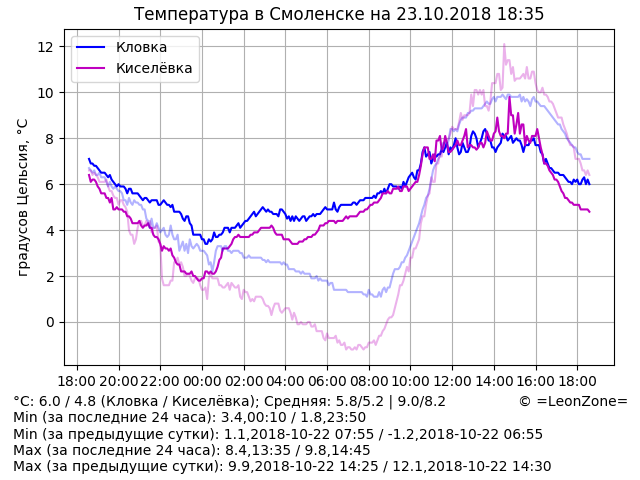 Температура в Смоленске на 23.10.2018 18:35
Кловка
Киселёвка
градусов Цельсия, °C
12
10
8
6
4
2
0
18:00 20:00 22:00 00:00 02:00 04:00 06:00 08:00 10:00 12:00 14:00 16:00 18:00
°C: 6.0 / 4.8 (Кловка / Киселёвка); Средняя: 5.8/5.2 | 9.0/8.2 © =LeonZone=
Min (за последние 24 часа): 3.4,00:10 / 1.8,23:50
Min (за предыдущие сутки): 1.1,2018-10-22 07:55 / -1.2,2018-10-22 06:55
Max (за последние 24 часа): 8.4,13:35 / 9.8,14:45
Max (за предыдущие сутки): 9.9,2018-10-22 14:25 / 12.1,2018-10-22 14:30